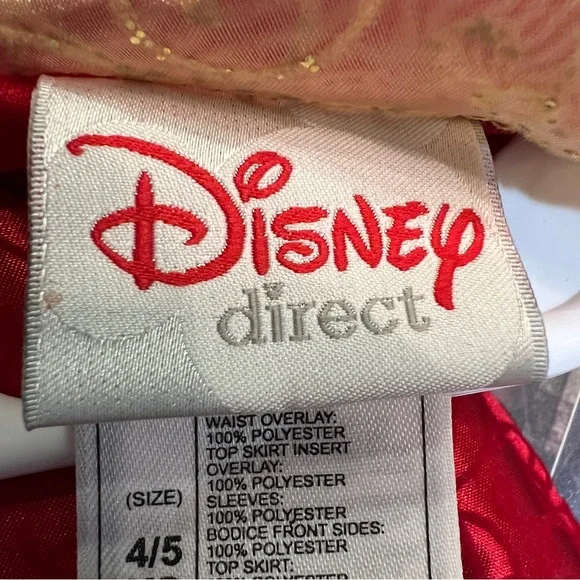 Disney
direct
WAIST OVERLAY:
100% POLYESTER
TOP SKIRT INSERT
OVERLAY:
100% POLYESTER
(SIZE)
SLEEVES:
100% POLYESTER
BODICE FRONT SIDES:
4/5
100% POLYESTER
TOP SKIRT: